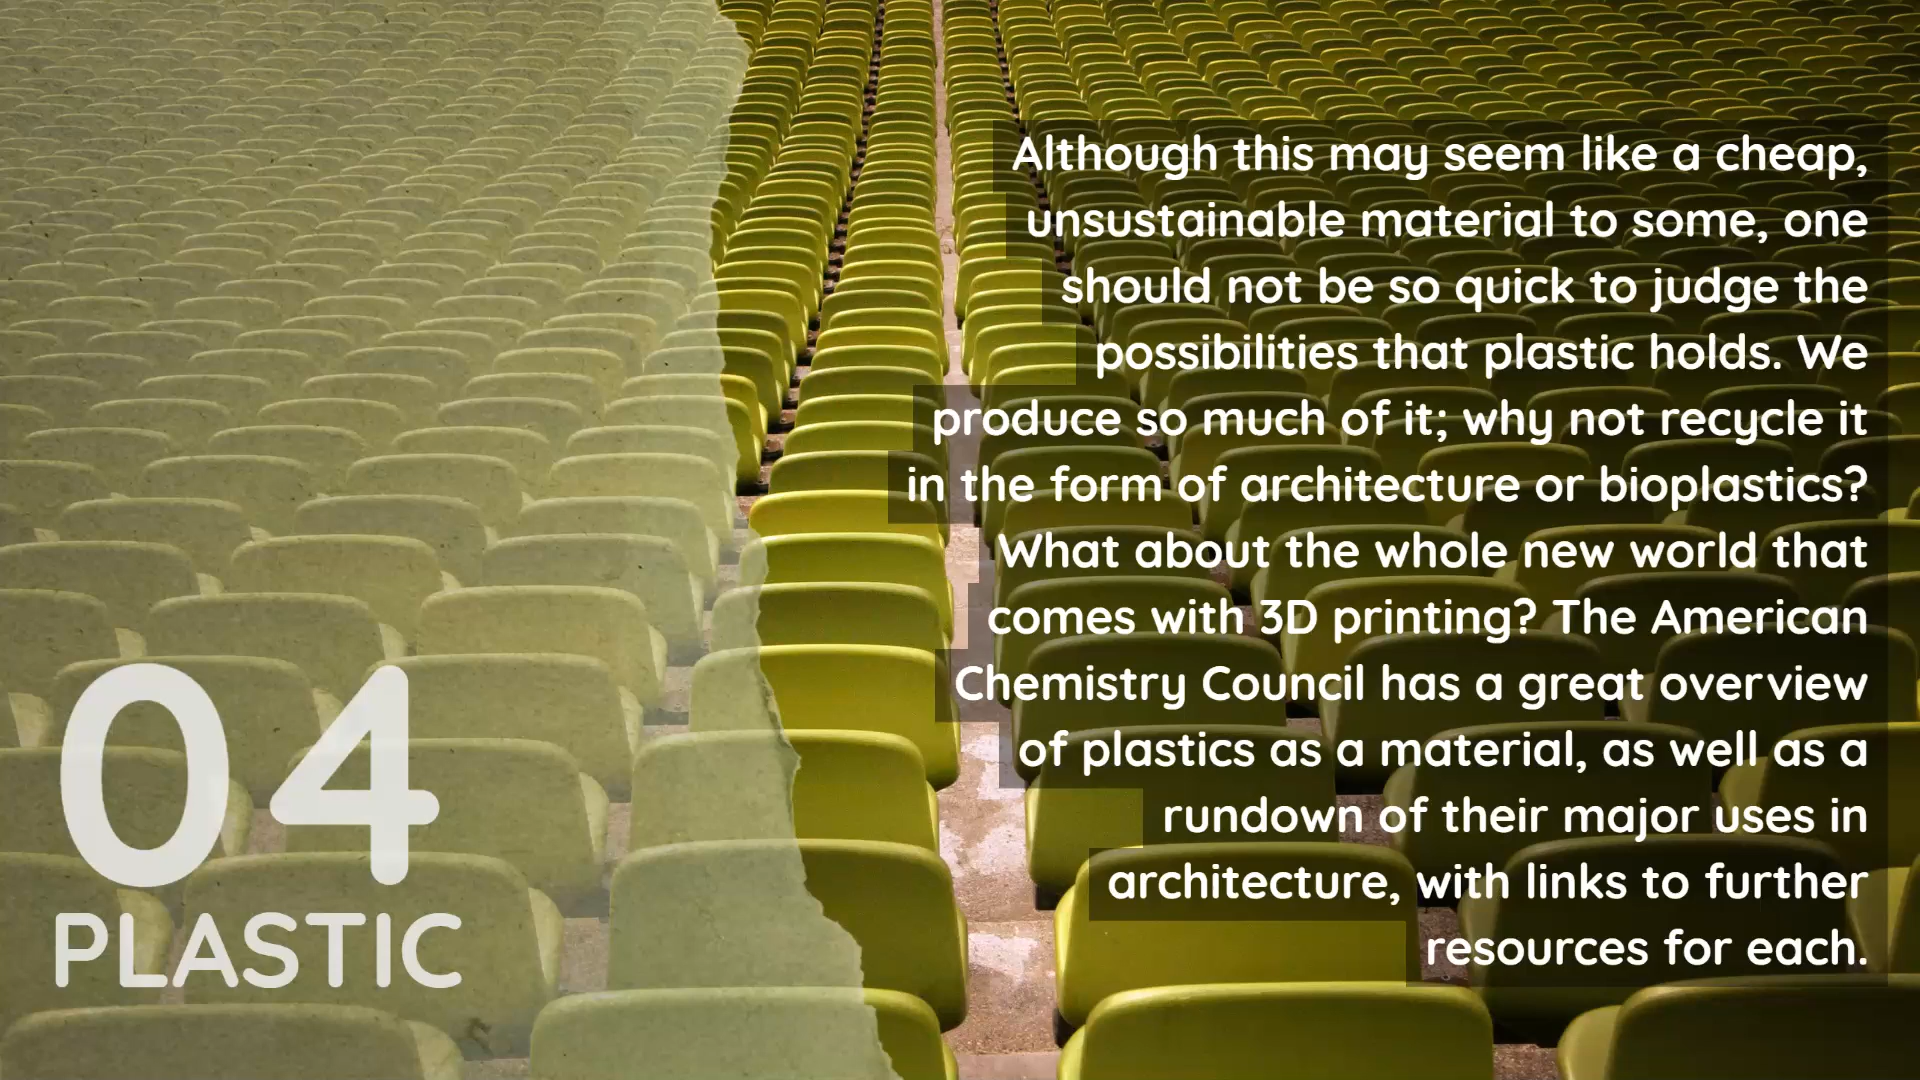 Although this may seem like a cheap,
unsustainable material to some, one
should not be so quick to judge the
possibilities that plastic holds. We
produce so much of it; why not recycle it
in the form of architecture or bioplastics?
What about the whole new world that
comes with 3D printing? The American
Chemistry Council has a great overview
of plastics as a material, as well as a
rundown of their major uses in
architecture, with links to further
resources for each.
04
PLASTIC